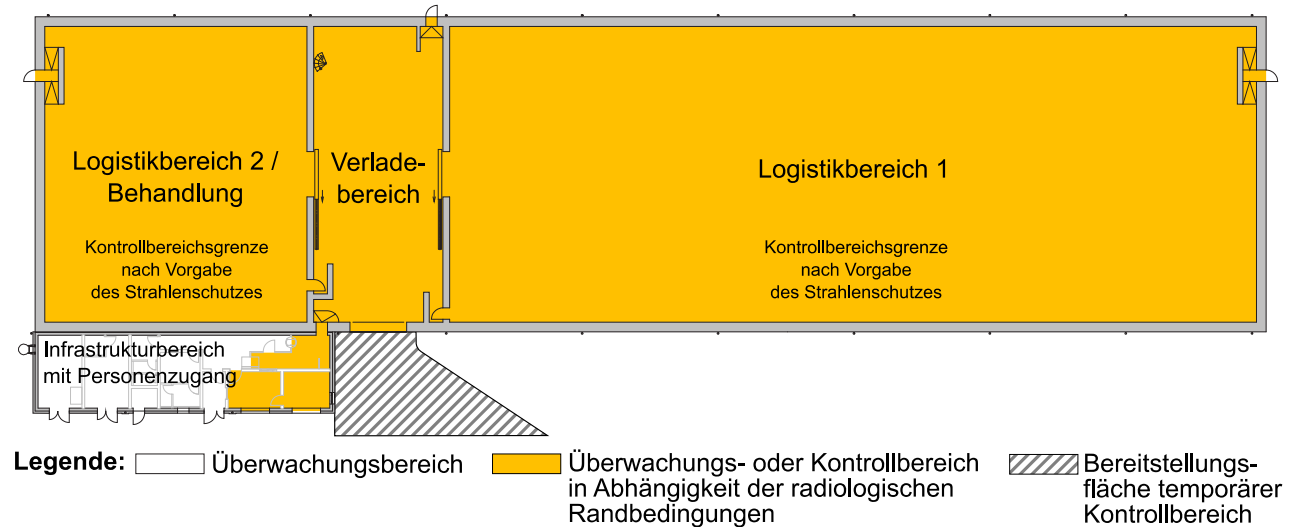 Logistikbereich 2 /
Behandlung
Kontrollbereichsgrenze
nach Vorgabe
des Strahlenschutzes
Verlade-
bereich
Logistikbereich 1
Kontrollbereichsgrenze
nach Vorgabe
des Strahlenschutzes
Infrastrukturbereich
mit Personenzugang
Legende:
Überwachungsbereich
Überwachungs- oder Kontrollbereich
in Abhängigkeit der radiologischen
Randbedingungen
Bereitstellungs-
fläche temporärer
Kontrollbereich